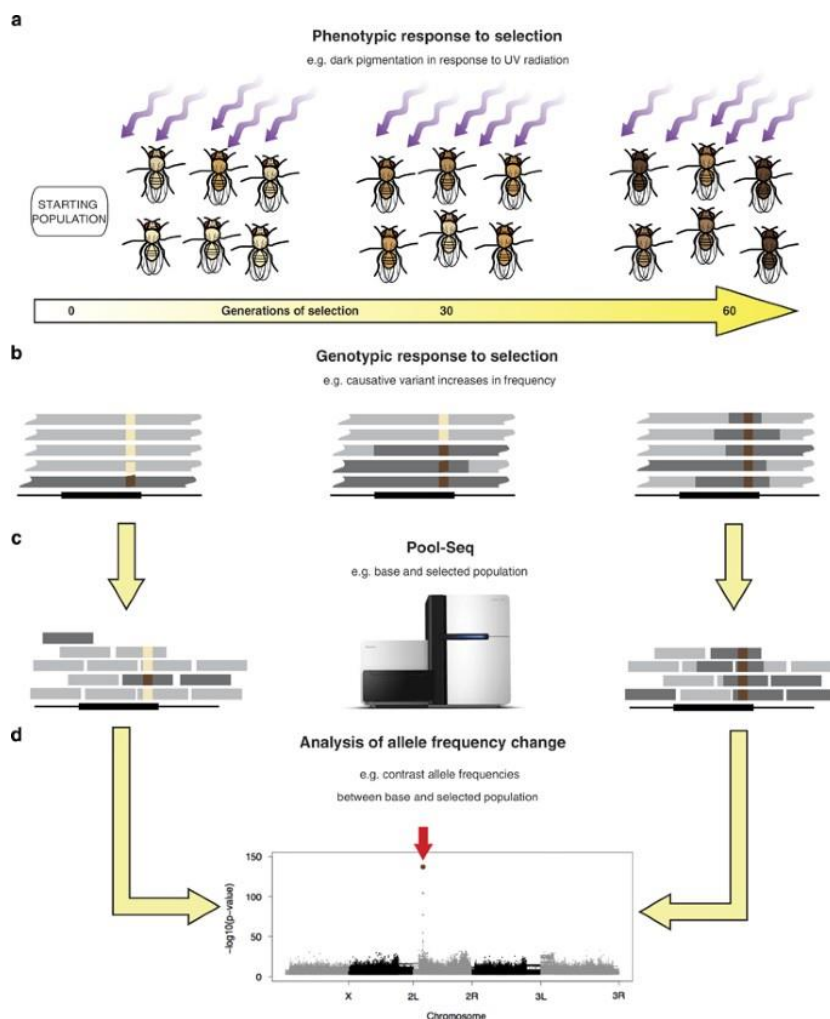 a
Phenotypic response to selection
e.g. dark pigmentation in response to UV radiation
STARTING
POPULATION
0
Generations of selection
30
60
b
Genotypic response to selection
e.g. causative variant increases in frequency
c
Pool-Seq
e.g. base and selected population
d
Analysis of allele frequency change
e.g. contrast allele frequencies
between base and selected population
150
100
50
0
-log10(p-value)
X
2L
2R
3L
3R
Chromosome